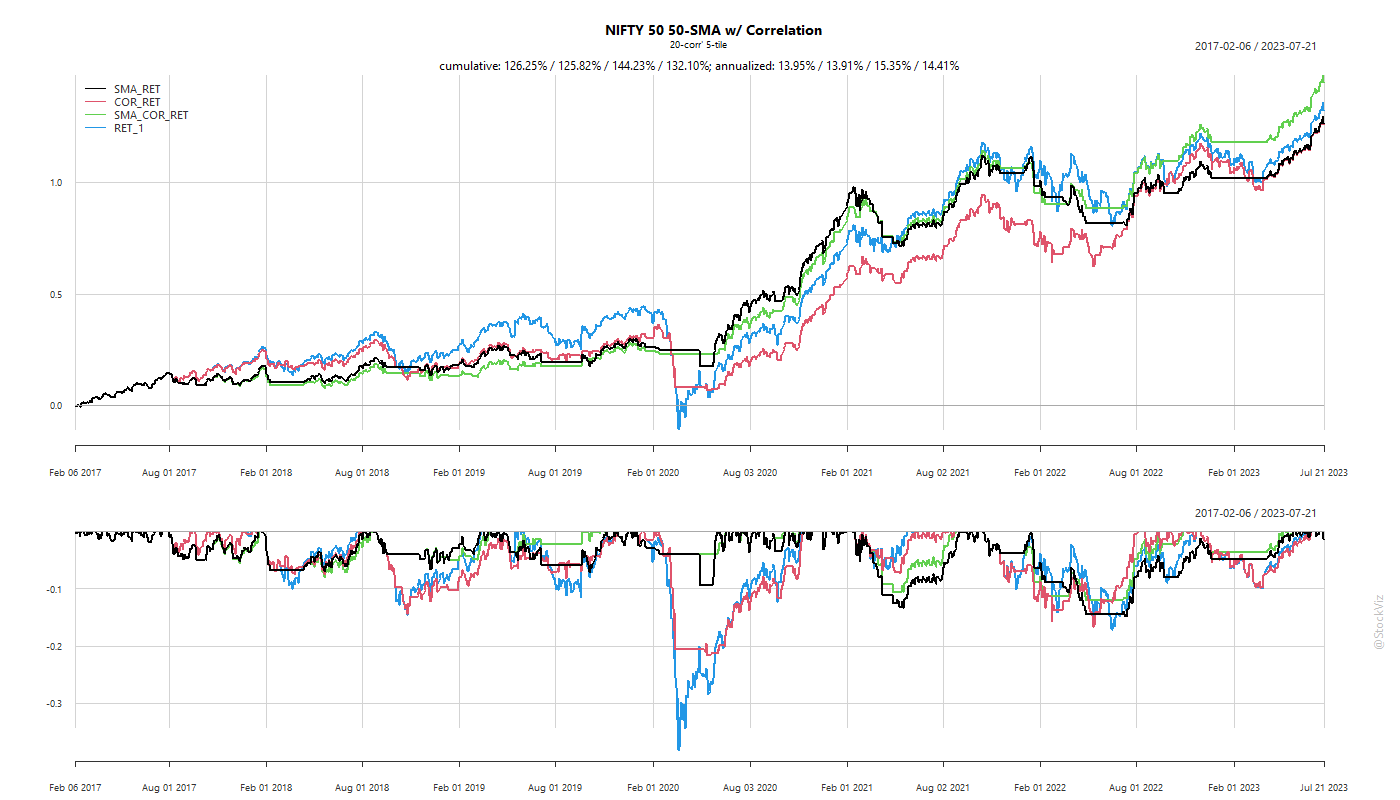 NIFTY 50 50-SMA w/ Correlation
20-corr' 5-tile
2017-02-06 / 2023-07-21
cumulative: 126.25% / 125.82% / 144.23% / 132.10%; annualized: 13.95% / 13.91% / 15.35% / 14.41%
SMA_RET
COR_RET
SMA_COR_RET
RET_1
1.0
0.5
0.0
Feb 06 2017 Aug 01 2017 Feb 01 2018 Aug 01 2018 Feb 01 2019 Aug 01 2019 Feb 01 2020 Aug 03 2020 Feb 01 2021 Aug 02 2021 Feb 01 2022 Aug 01 2022 Feb 01 2023 Jul 21 2023
2017-02-06 / 2023-07-21
-0.1
-0.2
-0.3
Feb 06 2017 Aug 01 2017 Feb 01 2018 Aug 01 2018 Feb 01 2019 Aug 01 2019 Feb 01 2020 Aug 03 2020 Feb 01 2021 Aug 02 2021 Feb 01 2022 Aug 01 2022 Feb 01 2023 Jul 21 2023
@StockViz